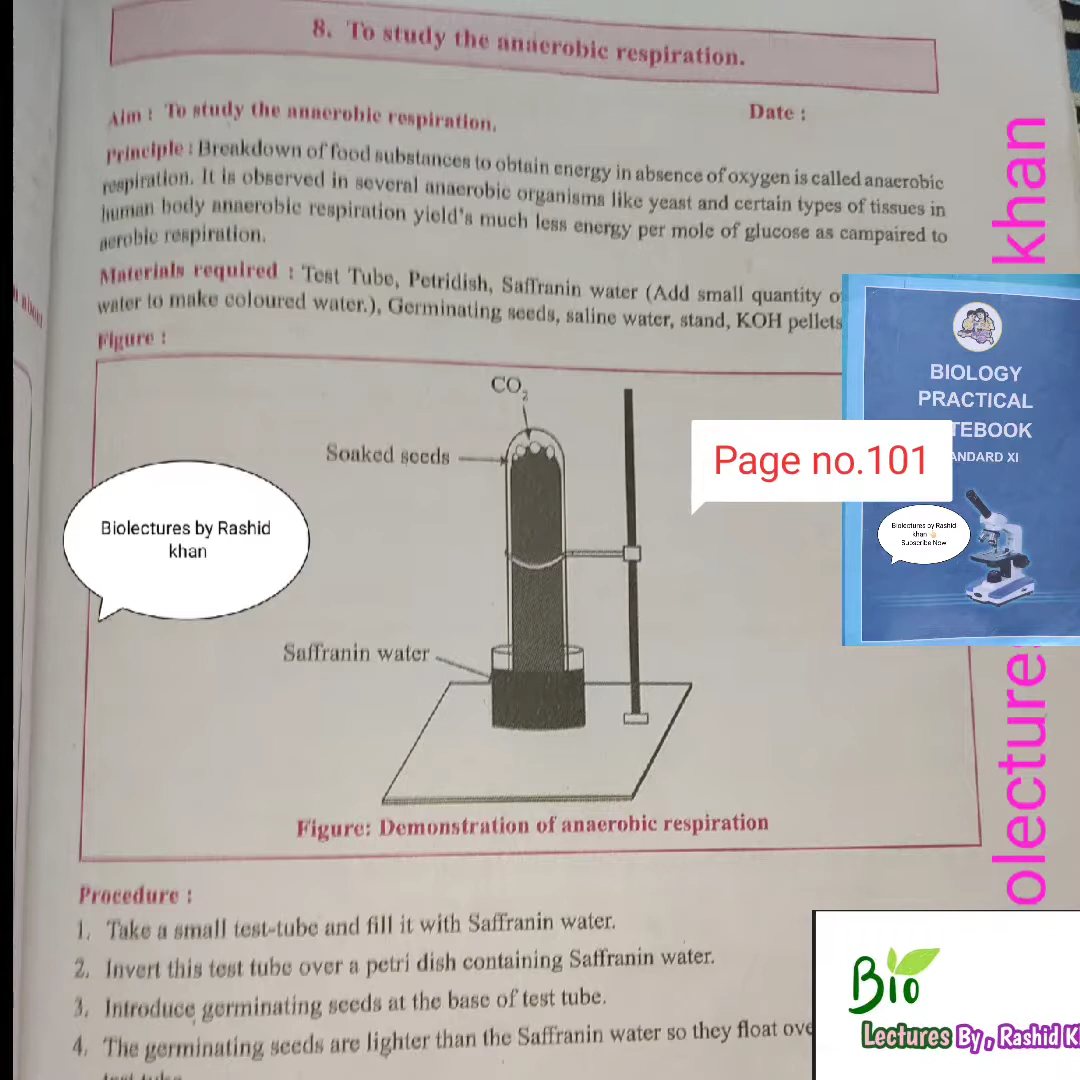 8. To study the anaerobic respiration.
Aim : To study the anaerobic respiration.
Date :
Principle : Breakdown of food substances to obtain energy in absence of oxygen is called anaerobic
respiration. It is observed in several anaerobic organisms like yeast and certain types of tissues in
human body anaerobic respiration yield's much less energy per mole of glucose as campaired to
aerobic respiration.
Materials required : Test Tube, Petridish, Saffranin water (Add small quantity
water to make coloured water.), Germinating seeds, saline water, stand, KOH pellets
Figure :
CO2
Soaked seeds
Saffranin water
Figure: Demonstration of anaerobic respiration
Procedure :
1. Take a small test-tube and fill it with Saffranin water.
2. Invert this test tube over a petri dish containing Saffranin water.
3. Introduce germinating seeds at the base of test tube.
4. The germinating seeds are lighter than the Saffranin water so they float
Biolectures by Rashid
khan
Page no.101
BIOLOGY
PRACTICAL
TEBOOK
ANDARD XI
Biolectures by Rashid
khan
Subscribe Now
khan
olecture
Bio
Lectures By , Rashid K